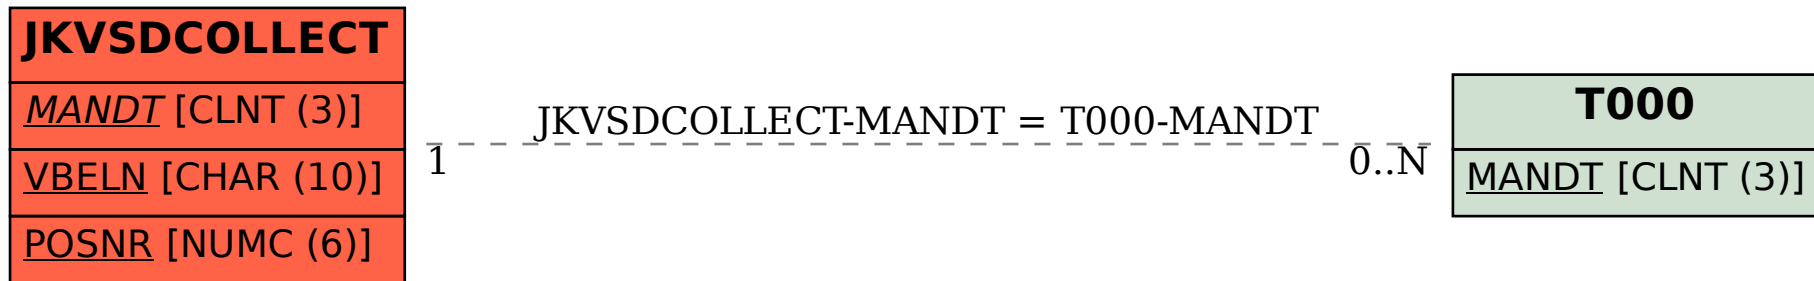 JKVSDCOLLECT
MANDT [CLNT (3)]
VBELN [CHAR (10)]
POSNR [NUMC (6)]
JKVSDCOLLECT-MANDT = T000-MANDT
1
0..N
T000
MANDT [CLNT (3)]